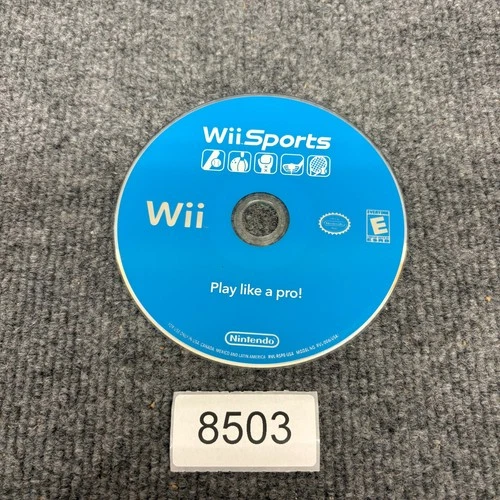 Wii Sports
Wii
E
Play like a pro!
Nintendo
8503